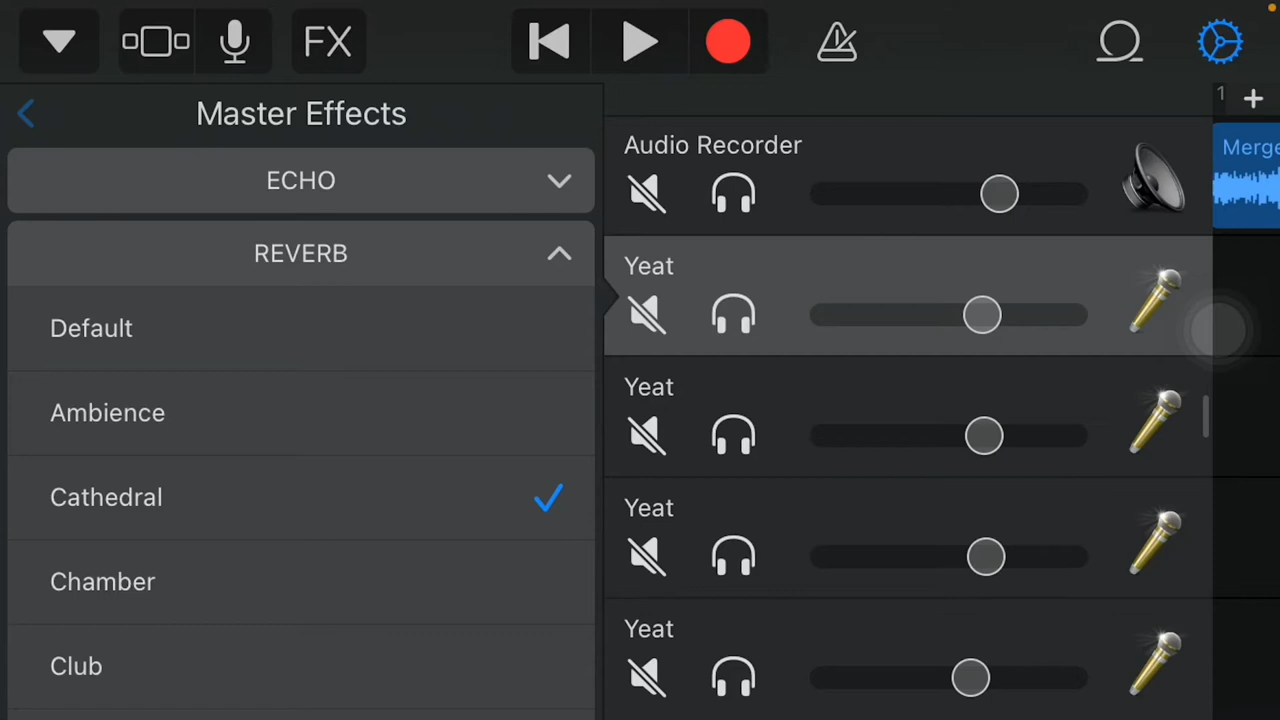 FX
Master Effects
ECHO
REVERB
Default
Ambience
Cathedral
Chamber
Club
Audio Recorder
Yeat
Yeat
Yeat
Yeat
1 +
Merge